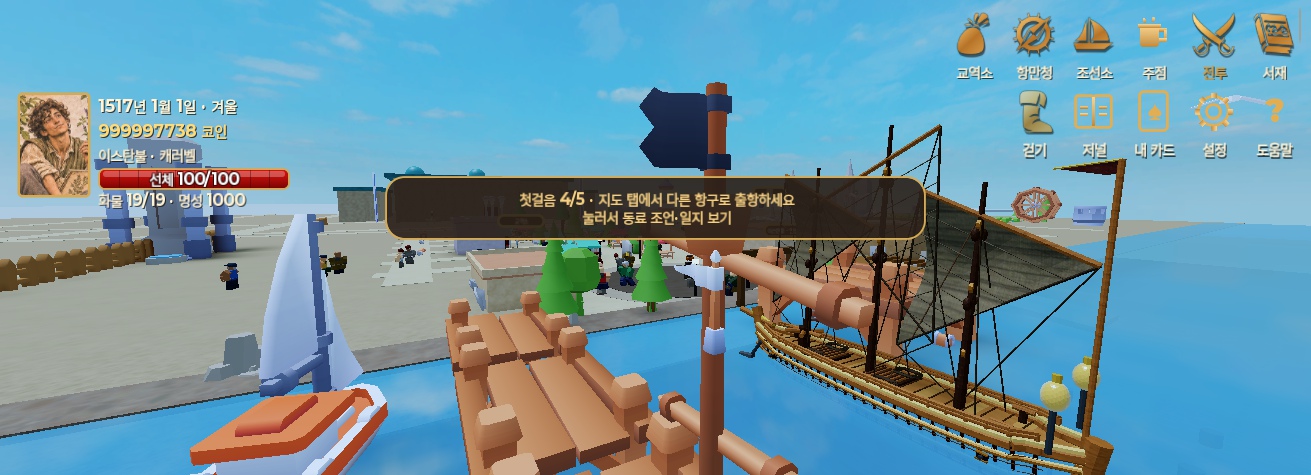 교역소
항만청
조선소
주점
전투
서재
걷기
저널
내 카드
설정
도움말
1517년 1월 1일 · 겨울
999997738 코인
이스탄불 · 캐러벨
선체 100/100
화물 19/19 · 명성 1000
첫걸음 4/5 · 지도 탭에서 다른 항구로 출항하세요
눌러서 동료 조언·일지 보기